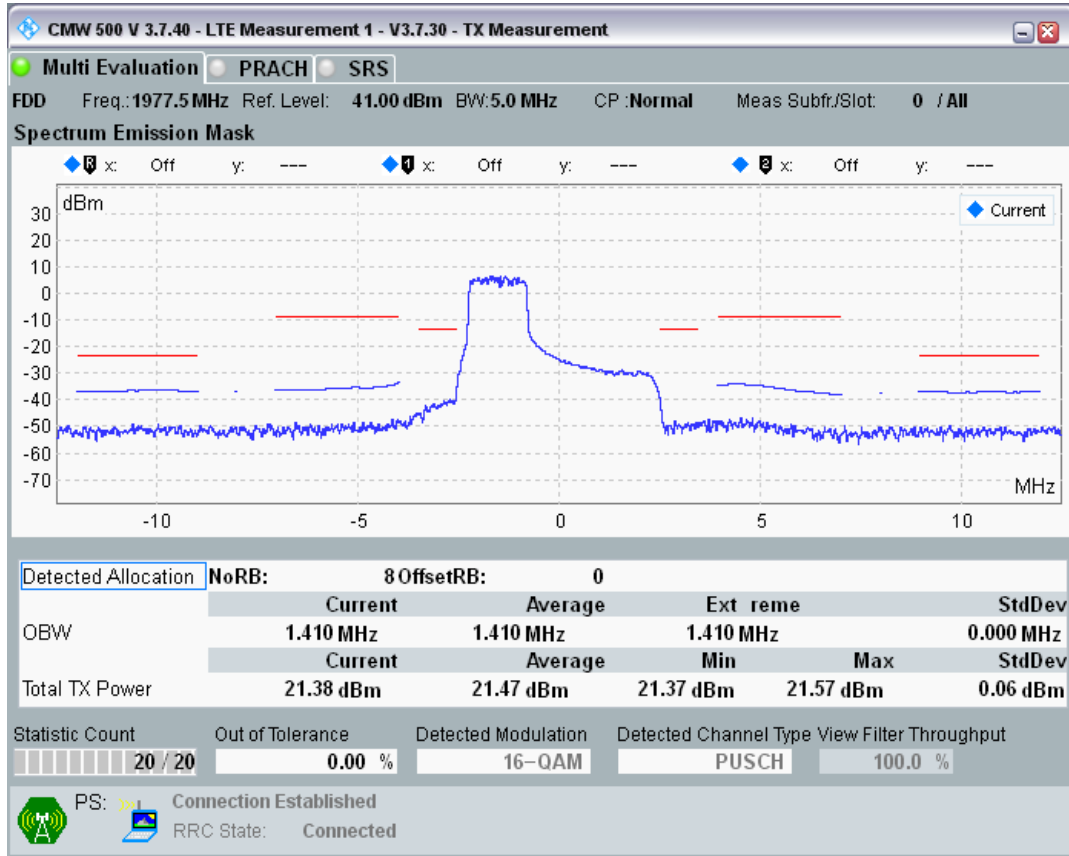 CMW 500 V 3.7.40 - LTE Measurement 1 - V3.7.30 - TX Measurement
Multi Evaluation PRACH SRS
FDD Freq.: 1977.5 MHz Ref. Level: 41.00 dBm BW: 5.0 MHz CP : Normal Meas Subfr./Slot: 0 / All
Spectrum Emission Mask
R x: Off y: --- 1 x: Off y: --- 2 x: Off y: ---
dBm
Current
30
20
10
0
-10
-20
-30
-40
-50
-60
-70
MHz
-10 -5 0 5 10
Detected Allocation NoRB: 8 OffsetRB: 0
Current Average Ext reme StdDev
OBW 1.410 MHz 1.410 MHz 1.410 MHz 0.000 MHz
Current Average Min Max StdDev
Total TX Power 21.38 dBm 21.47 dBm 21.37 dBm 21.57 dBm 0.06 dBm
Statistic Count Out of Tolerance Detected Modulation Detected Channel Type View Filter Throughput
20 / 20 0.00 % 16-QAM PUSCH 100.0 %
PS: Connection Established
RRC State: Connected